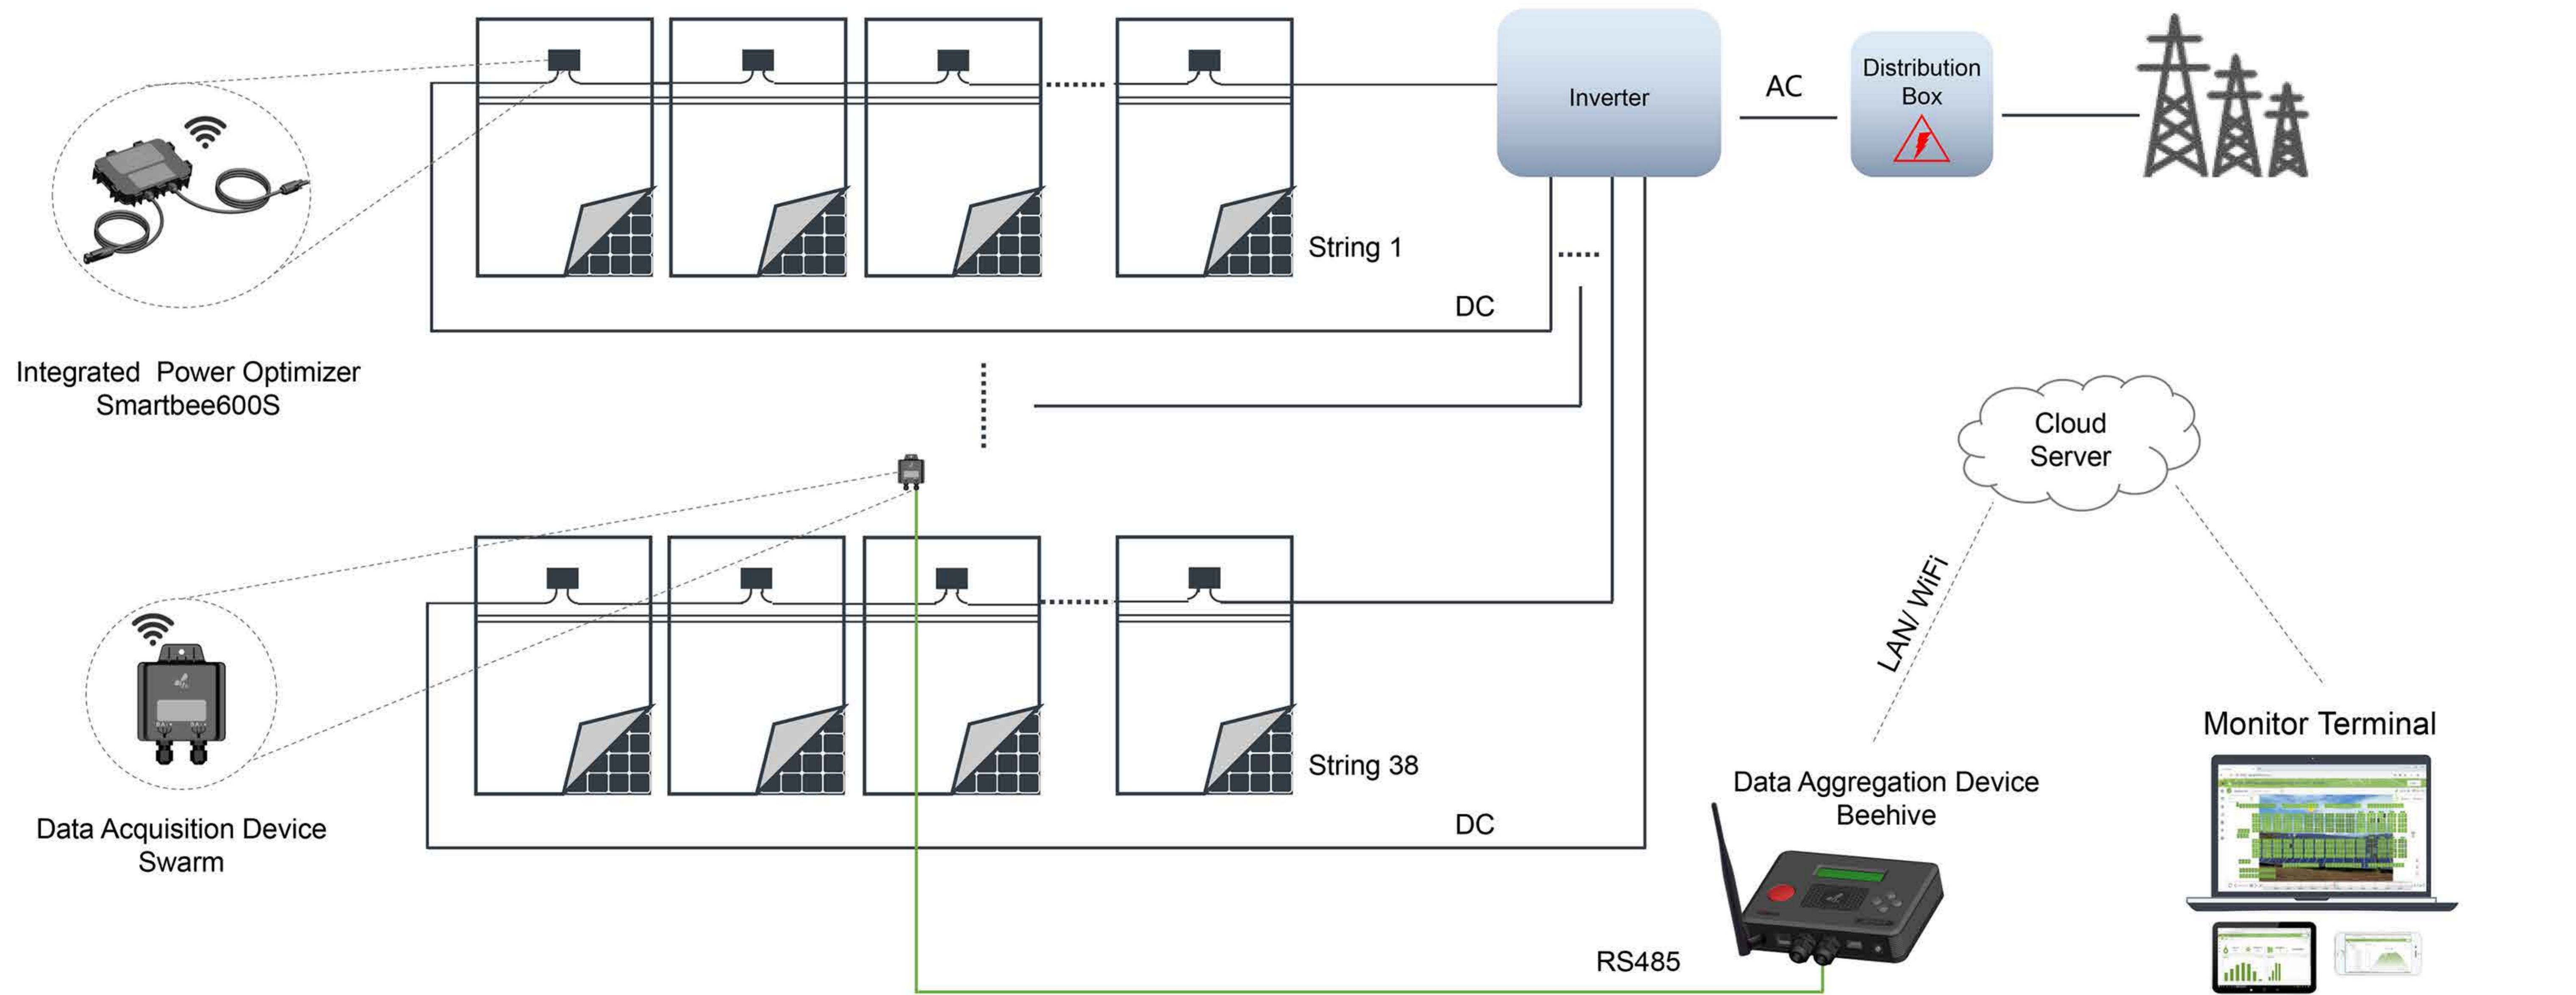 Inverter
AC
Distribution
Box
String 1
DC
Integrated Power Optimizer
Smartbee600S
Cloud
Server
LAN/ WiFi
Monitor Terminal
String 38
Data Aggregation Device
Beehive
DC
Data Acquisition Device
Swarm
RS485